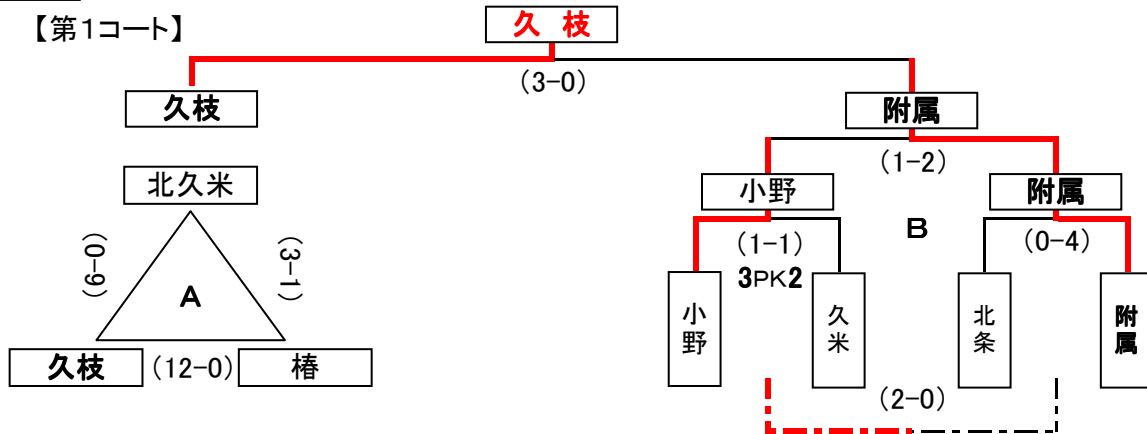 【第1コート】
久 枝
(3-0)
久枝
附属
(1-2)
北久米
小野
附属
(0-9)
(3-1)
A
(1-1)
3PK2
B
(0-4)
小野
久米
北条
附属
久枝
(12-0)
椿
(2-0)